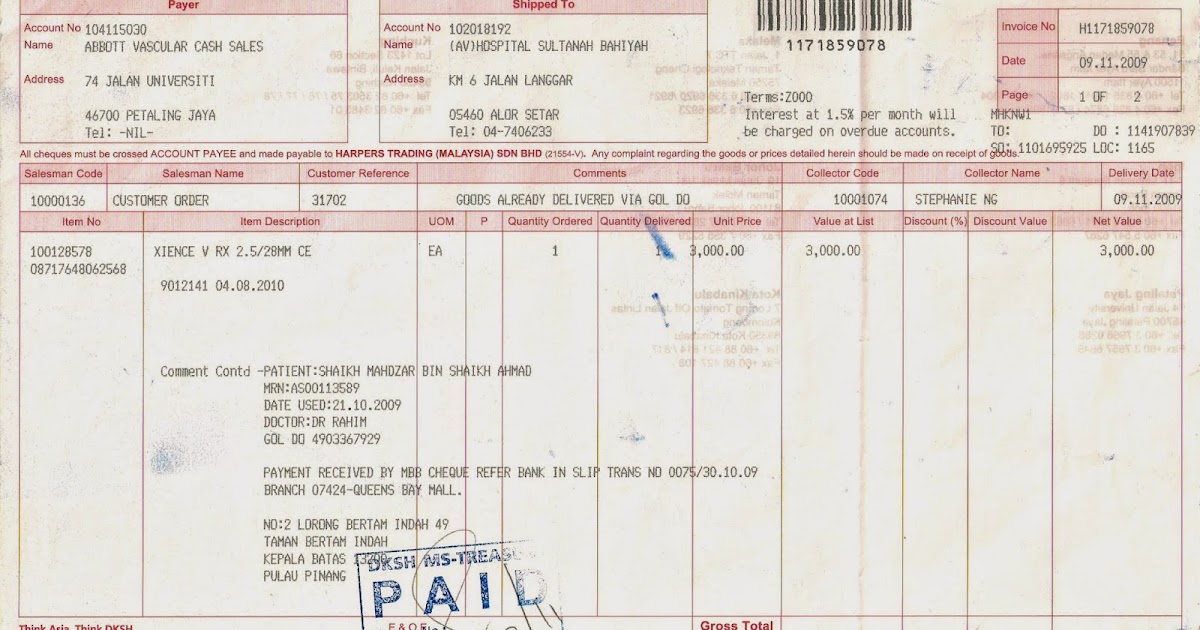 Payer
Account No 104115030
Name ABBOTT VASCULAR CASH SALES
Address 74 JALAN UNIVERSITI
46700 PETALING JAYA
Tel: -NIL-
Shipped To
Account No 102018192
Name (AV)HOSPITAL SULTANAH BAHIYAH
Address KM 6 JALAN LANGGAR
05460 ALOR SETAR
Tel: 04-7406233
1171859078
Terms:Z000
Interest at 1.5% per month will
be charged on overdue accounts.
Invoice No H1171859078
Date 09.11.2009
Page 1 OF 2
MHKNW1
TO: DO : 1141907839
SO: 1101695925 LOC: 1165
All cheques must be crossed ACCOUNT PAYEE and made payable to HARPERS TRADING (MALAYSIA) SDN BHD (21554-V). Any complaint regarding the goods or prices detailed herein should be made on receipt of goods.
Salesman Code Salesman Name Customer Reference Comments Collector Code Collector Name Delivery Date
10000136 CUSTOMER ORDER 31702 GOODS ALREADY DELIVERED VIA GOL DO 10001074 STEPHANIE NG 09.11.2009
Item No Item Description UOM P Quantity Ordered Quantity Delivered Unit Price Value at List Discount (%) Discount Value Net Value
100128578 XIENCE V RX 2.5/28MM CE EA 1 1 3,000.00 3,000.00 3,000.00
08717648062568
9012141 04.08.2010
Comment Contd -PATIENT:SHAIKH MAHDZAR BIN SHAIKH AHMAD
MRN:AS00113589
DATE USED:21.10.2009
DOCTOR:DR RAHIM
GOL DO 4903367929
PAYMENT RECEIVED BY MBB CHEQUE REFER BANK IN SLIP TRANS NO 0075/30.10.09
BRANCH 07424-QUEENS BAY MALL.
NO:2 LORONG BERTAM INDAH 49
TAMAN BERTAM INDAH
KEPALA BATAS 13200
PULAU PINANG
DKSH MS-TREASU
PAID
E & O E
Think Asia. Think DKSH
Gross Total